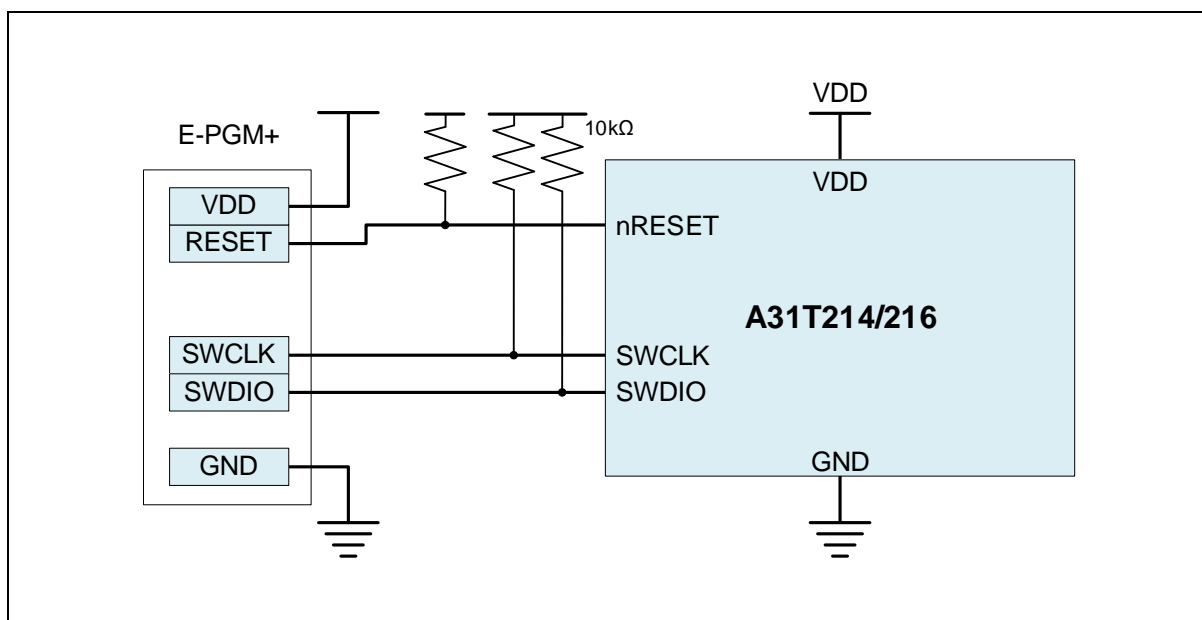 VDD
E-PGM+
10kΩ
VDD
VDD
RESET
nRESET
A31T214/216
SWCLK
SWCLK
SWDIO
SWDIO
GND
GND